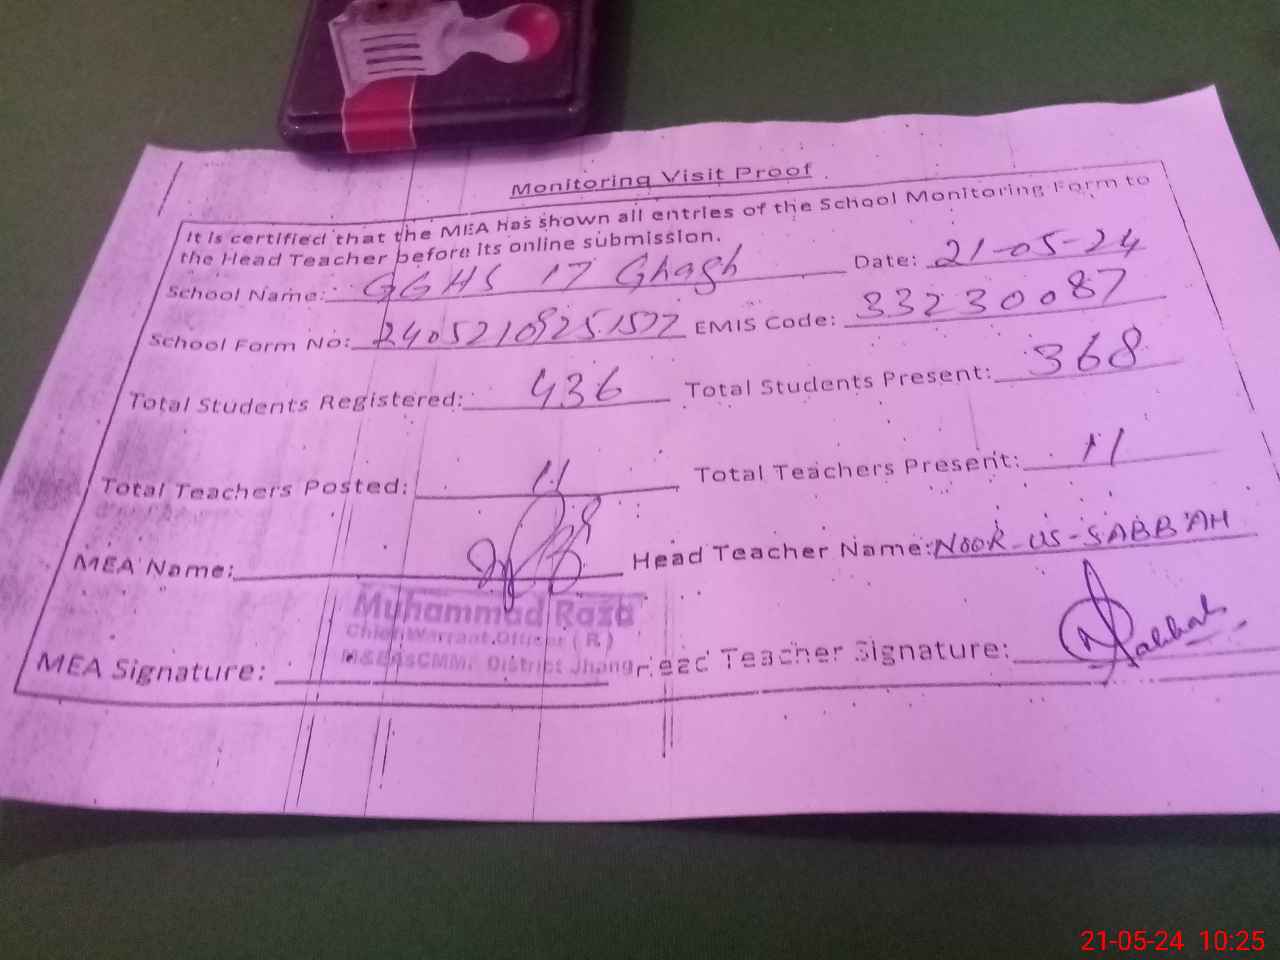 Monitoring Visit Proof
It is certified that the MEA has shown all entries of the School Monitoring Form to
the Head Teacher before its online submission.
School Name: GGHS 17 Ghagh Date: 21-05-24
School Form No: EMIS Code: 33230087
Total Students Registered: 436 Total Students Present: 368
Total Teachers Posted: 11 Total Teachers Present: 11
MEA Name: Head Teacher Name: NOOR-US-SABBAH
Muhammad Raza
Chief Warrant Officer (R)
District Jhang
MEA Signature: Head Teacher Signature:
21-05-24 10:25